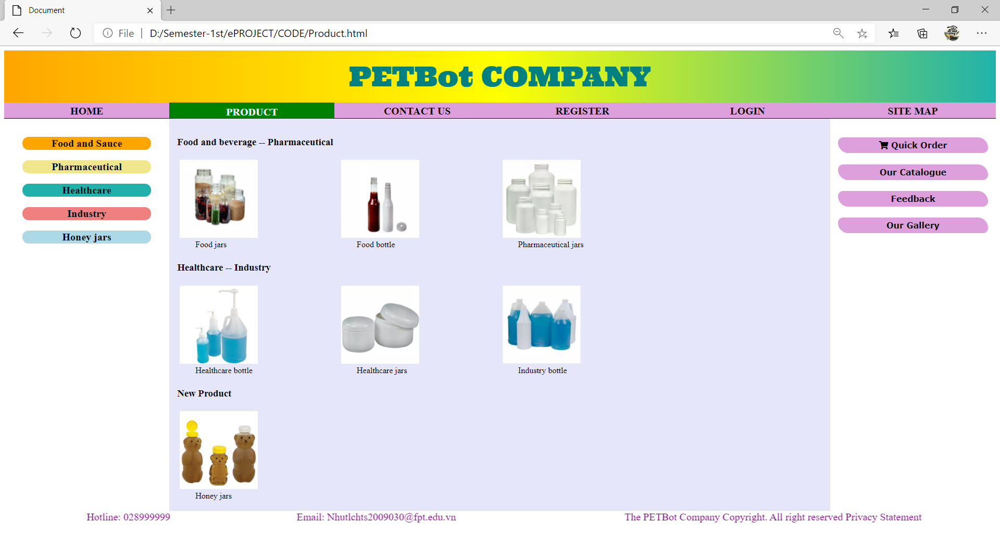 Document
File
D:/Semester-1st/ePROJECT/CODE/Product.html
PETBot COMPANY
HOME
PRODUCT
CONTACT US
REGISTER
LOGIN
SITE MAP
Food and Sauce
Pharmaceutical
Healthcare
Industry
Honey jars
Food and beverage -- Pharmaceutical
Food jars
Food bottle
Pharmaceutical jars
Healthcare -- Industry
Healthcare bottle
Healthcare jars
Industry bottle
New Product
Honey jars
Quick Order
Our Catalogue
Feedback
Our Gallery
Hotline: 028999999
Email: Nhutlchts2009030@fpt.edu.vn
The PETBot Company Copyright. All right reserved Privacy Statement